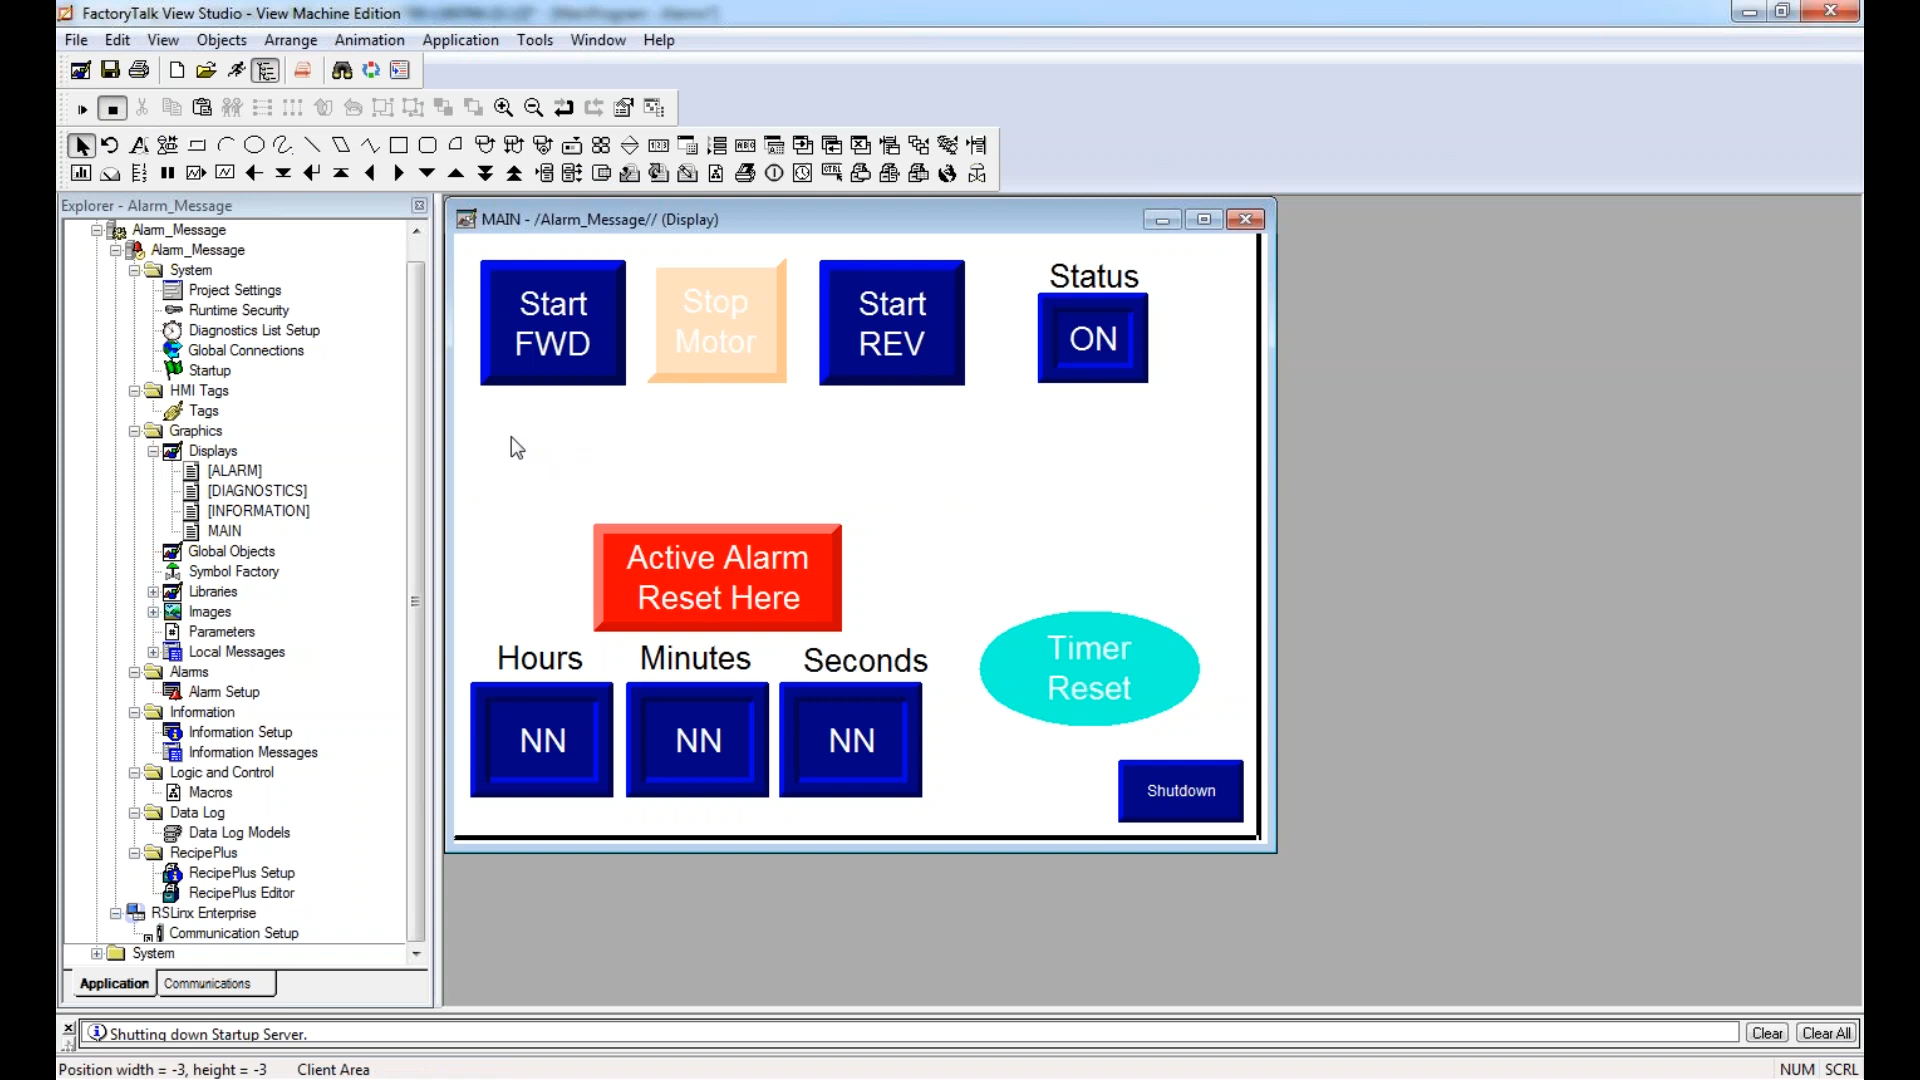 FactoryTalk View Studio - View Machine Edition
File Edit View Objects Arrange Animation Application Tools Window Help
Explorer - Alarm_Message
Alarm_Message
Alarm_Message
System
Project Settings
Runtime Security
Diagnostics List Setup
Global Connections
Startup
HMI Tags
Tags
Graphics
Displays
[ALARM]
[DIAGNOSTICS]
[INFORMATION]
MAIN
Global Objects
Symbol Factory
Libraries
Images
Parameters
Local Messages
Alarms
Alarm Setup
Information
Information Setup
Information Messages
Logic and Control
Macros
Data Log
Data Log Models
RecipePlus
RecipePlus Setup
RecipePlus Editor
RSLinx Enterprise
Communication Setup
System
Application Communications
MAIN - /Alarm_Message// (Display)
Start
FWD
Stop
Motor
Start
REV
Status
ON
Active Alarm
Reset Here
Hours Minutes Seconds
NN NN NN
Timer
Reset
Shutdown
Shutting down Startup Server.
Clear Clear All
Position width = -3, height = -3 Client Area
NUM SCRL